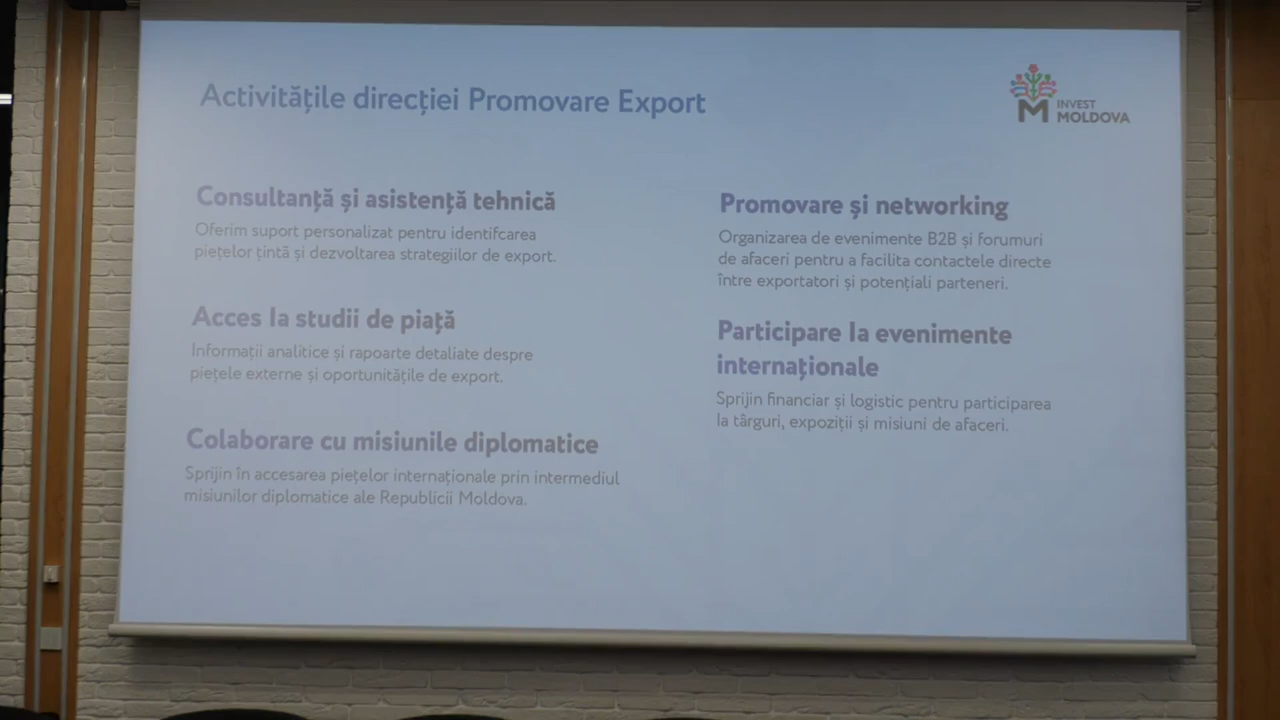 Activitățile direcției Promovare Export
INVEST
MOLDOVA
Consultanță și asistență tehnică
Oferim suport personalizat pentru identifcarea
piețelor țintă și dezvoltarea strategiilor de export.
Acces la studii de piață
Informații analitice și rapoarte detaliate despre
piețele externe și oportunitățile de export.
Colaborare cu misiunile diplomatice
Sprijin în accesarea piețelor internaționale prin intermediul
misiunilor diplomatice ale Republicii Moldova.
Promovare și networking
Organizarea de evenimente B2B și forumuri
de afaceri pentru a facilita contactele directe
între exportatori și potențiali parteneri.
Participare la evenimente
internaționale
Sprijin financiar și logistic pentru participarea
la târguri, expoziții și misiuni de afaceri.